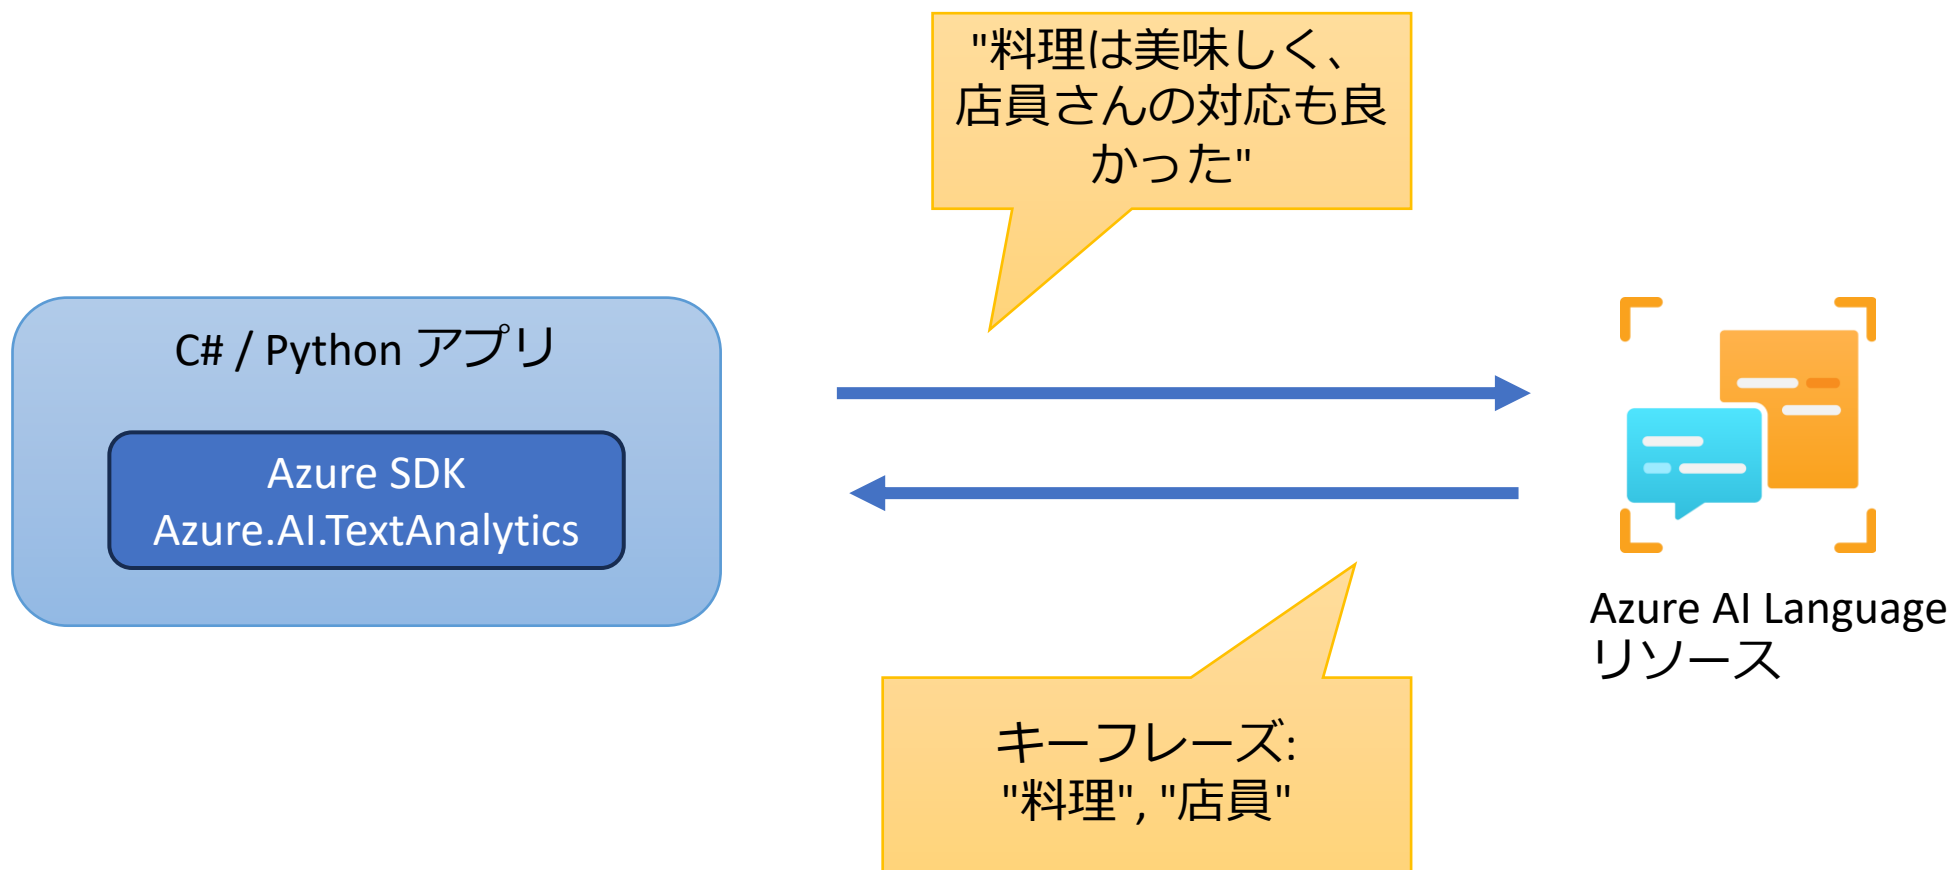 "料理は美味しく、
店員さんの対応も良
かった"
C# / Python アプリ
Azure SDK
Azure.AI.TextAnalytics
Azure AI Language
リソース
キーフレーズ:
"料理", "店員"